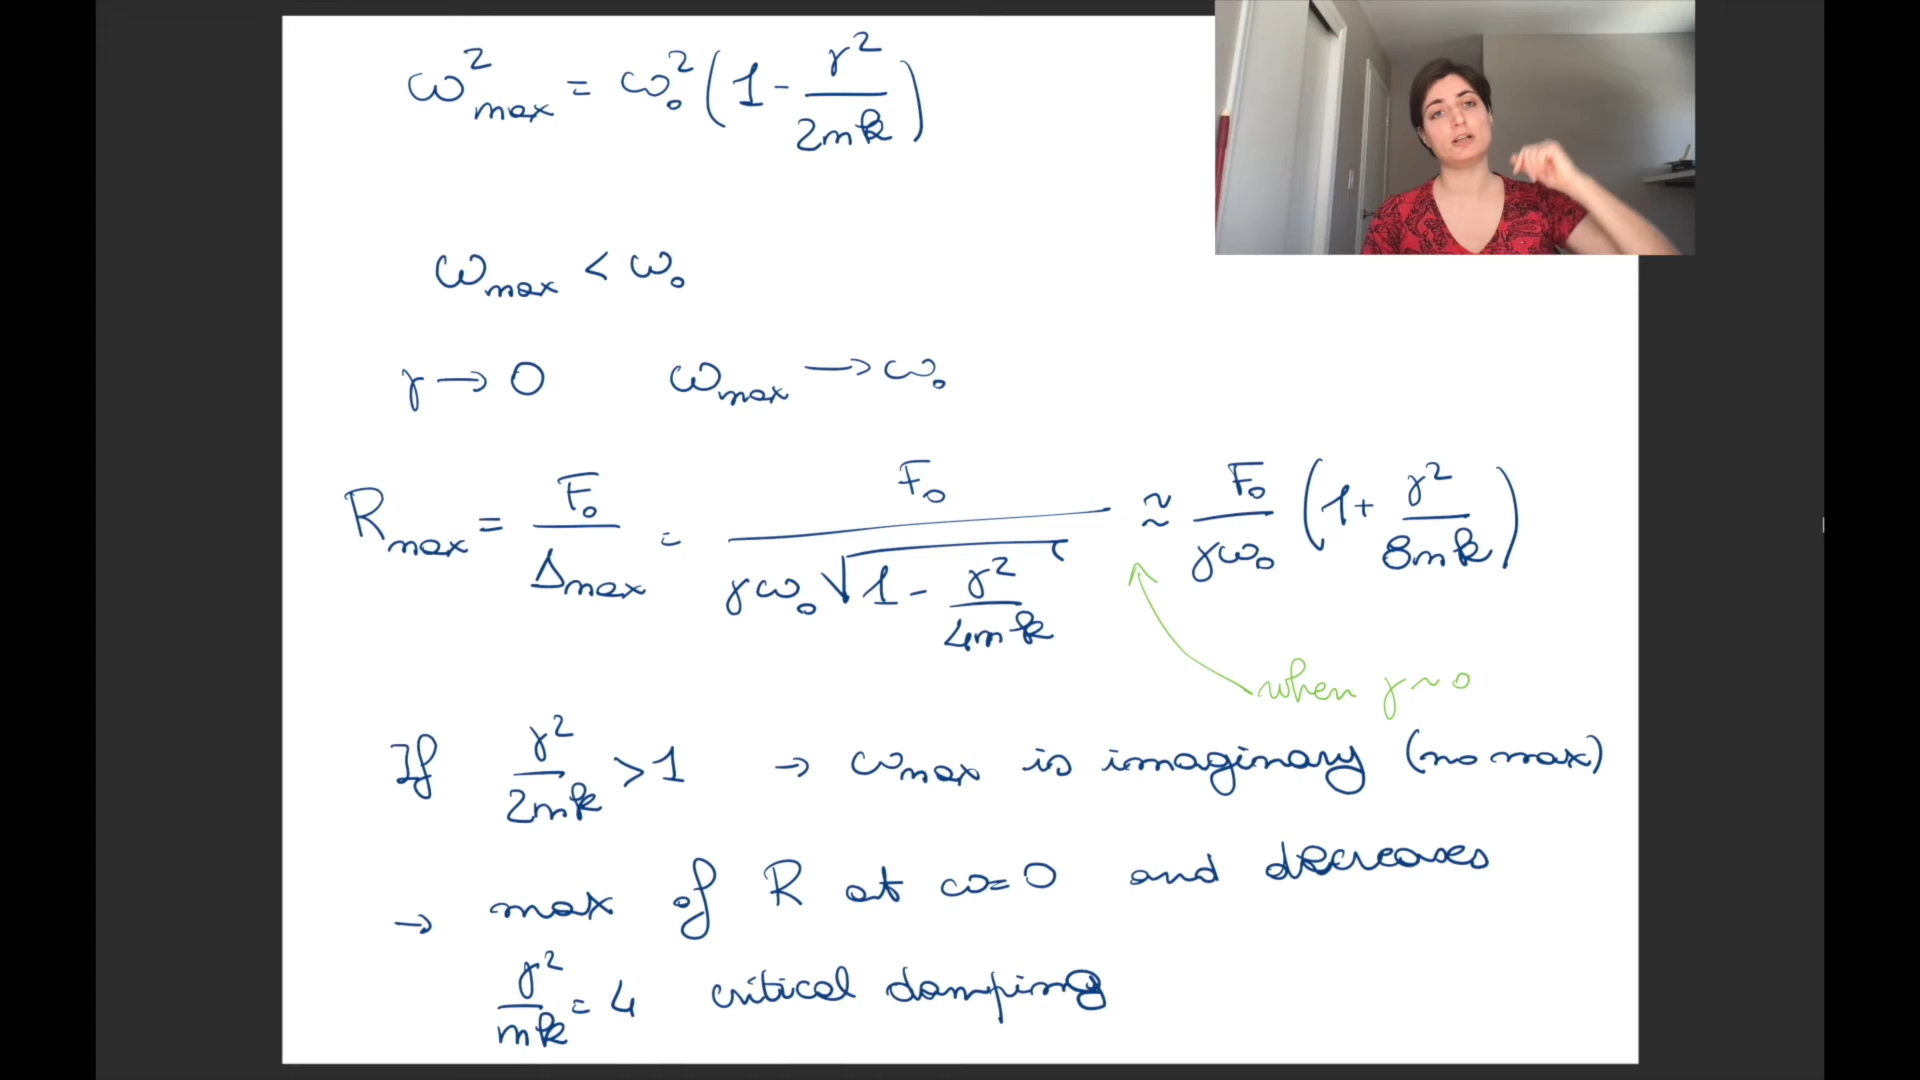 ω²max = ω₀² (1 - γ²/2mk)
ωmax < ω₀
γ → 0 ωmax → ω₀
Rmax = F₀/Δmax = F₀/(γω₀√(1 - γ²/4mk)) ≈ F₀/γω₀ (1 + γ²/8mk)
when γ ~ 0
If γ²/2mk > 1 → ωmax is imaginary (no max)
→ max of R at ω=0 and decreases
γ²/mk = 4 critical damping